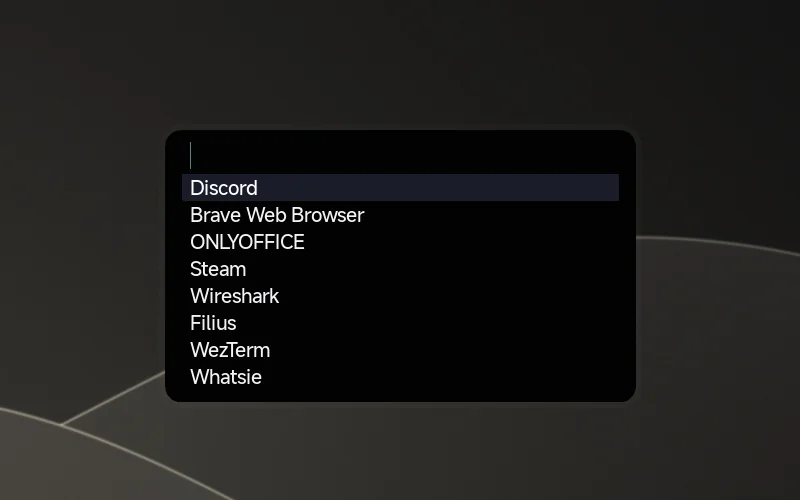 Discord
Brave Web Browser
ONLYOFFICE
Steam
Wireshark
Filius
WezTerm
Whatsie